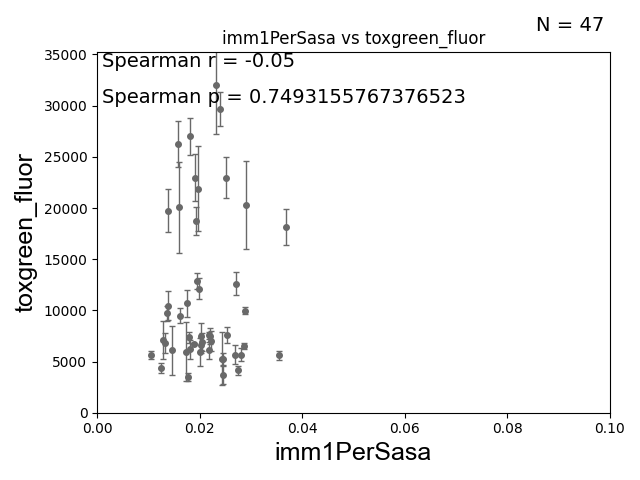 N = 47
imm1PerSasa vs toxgreen_fluor
Spearman r = -0.05
Spearman p = 0.7493155767376523
35000
30000
25000
20000
15000
10000
5000
0
toxgreen_fluor
0.00 0.02 0.04 0.06 0.08 0.10
imm1PerSasa